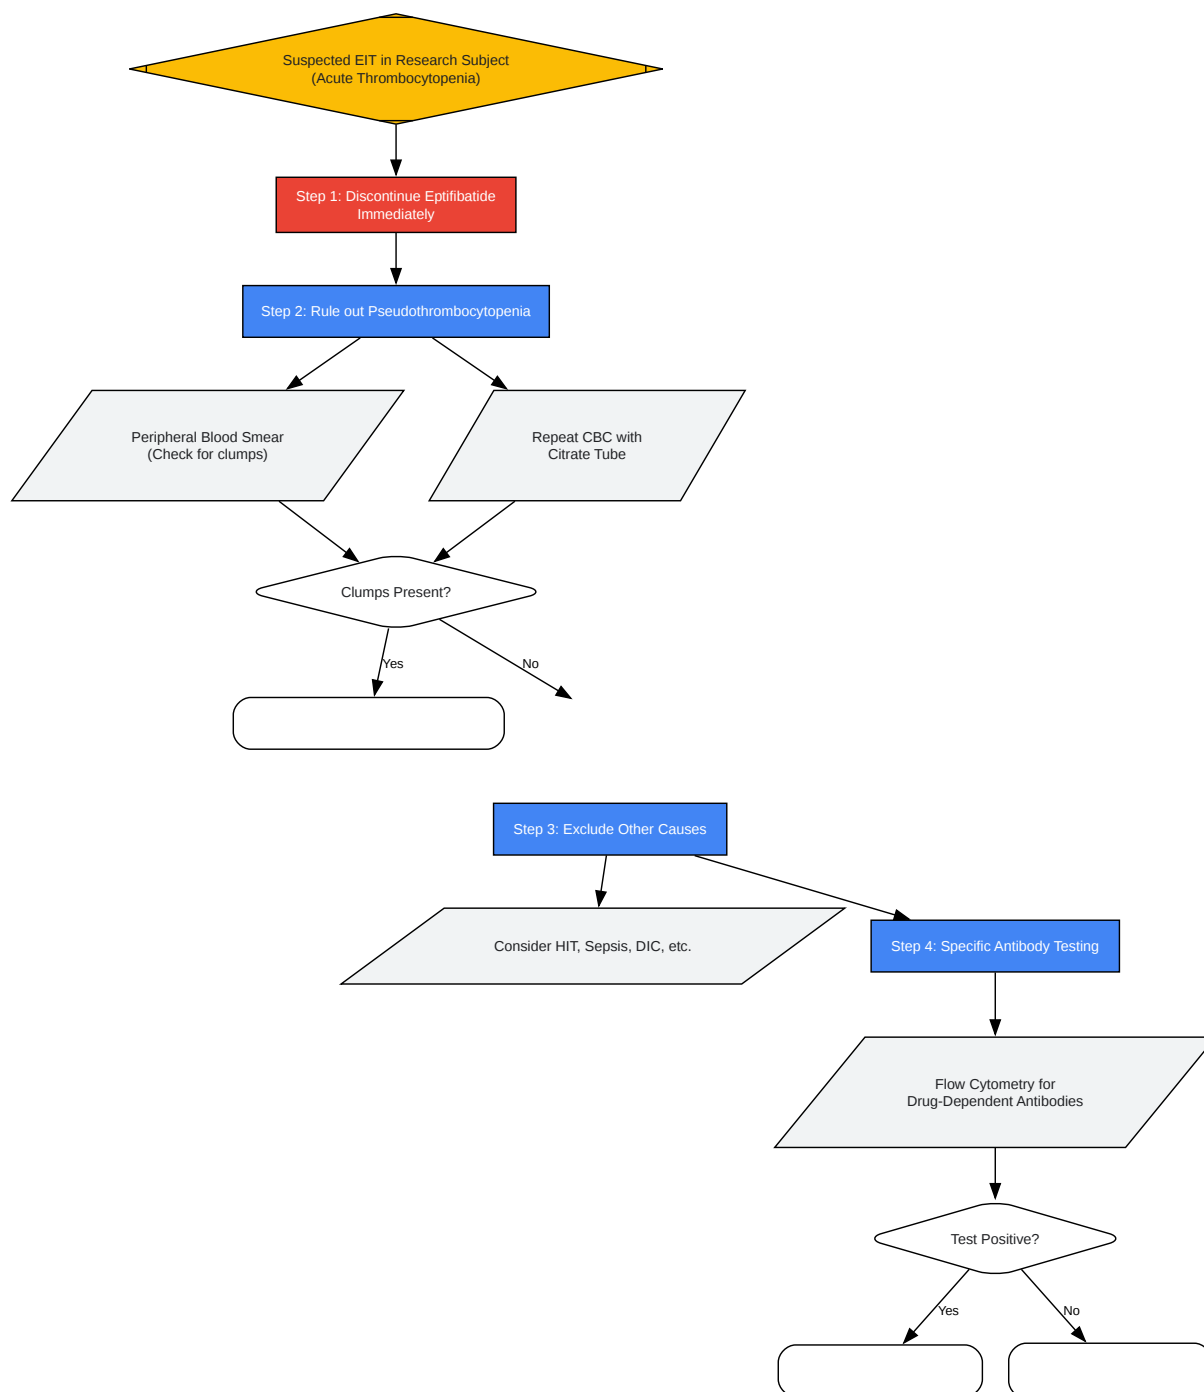 Suspected EIT in Research Subject
(Acute Thrombocytopenia)
Step 1: Discontinue Eptifibatide
Immediately
Step 2: Rule out Pseudothrombocytopenia
Peripheral Blood Smear
(Check for clumps)
Repeat CBC with
Citrate Tube
Clumps Present?
Yes
No
Step 3: Exclude Other Causes
Consider HIT, Sepsis, DIC, etc.
Step 4: Specific Antibody Testing
Flow Cytometry for
Drug-Dependent Antibodies
Test Positive?
Yes
No